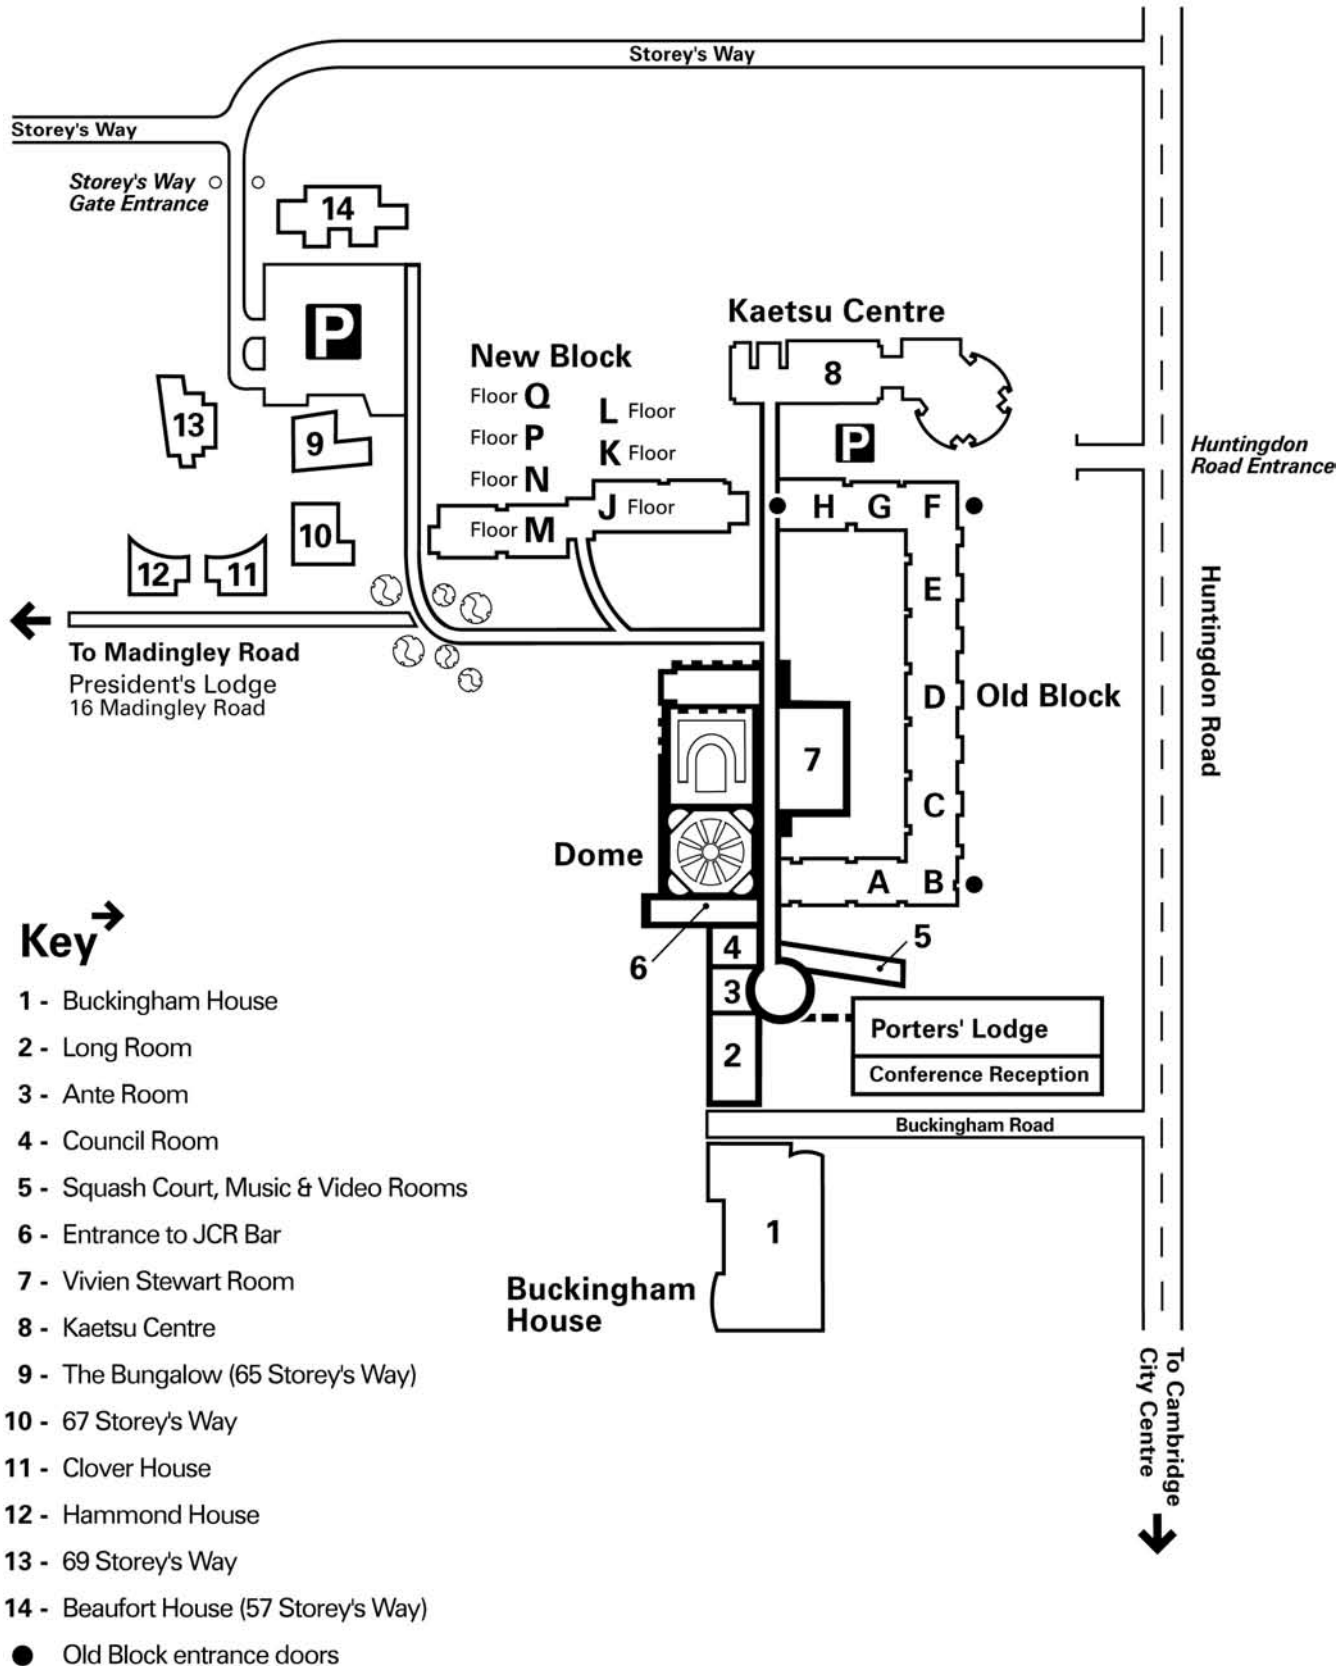 Storey's Way
Storey's Way
Storey's Way
Gate Entrance
14
P
Kaetsu Centre
8
New Block
Floor Q
L Floor
Floor P
K Floor
Floor N
J Floor
Floor M
13
9
10
12
11
P
Huntingdon
Road Entrance
H
G
F
E
D
C
A
B
Old Block
Huntingdon Road
To Madingley Road
President's Lodge
16 Madingley Road
7
Dome
6
5
4
3
2
Porters' Lodge
Conference Reception
Buckingham Road
1
Buckingham
House
To Cambridge
City Centre
Key
1 - Buckingham House
2 - Long Room
3 - Ante Room
4 - Council Room
5 - Squash Court, Music & Video Rooms
6 - Entrance to JCR Bar
7 - Vivien Stewart Room
8 - Kaetsu Centre
9 - The Bungalow (65 Storey's Way)
10 - 67 Storey's Way
11 - Clover House
12 - Hammond House
13 - 69 Storey's Way
14 - Beaufort House (57 Storey's Way)
● Old Block entrance doors